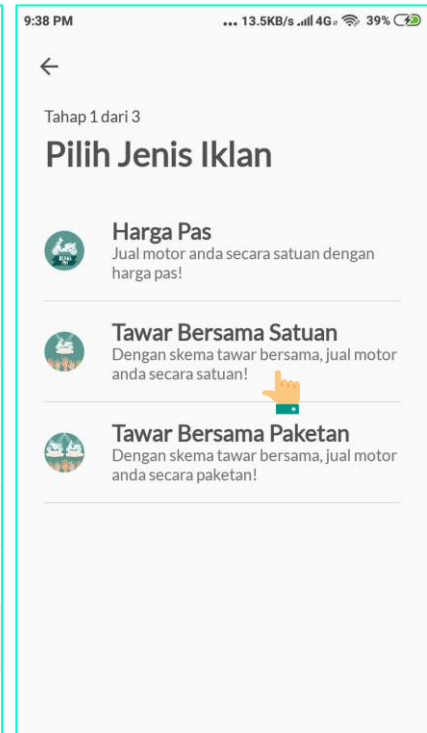 9:38 PM ... 13.5KB/s 4G 39%
Tahap 1 dari 3
Pilih Jenis Iklan
Harga Pas
Jual motor anda secara satuan dengan
harga pas!
Tawar Bersama Satuan
Dengan skema tawar bersama, jual motor
anda secara satuan!
Tawar Bersama Paketan
Dengan skema tawar bersama, jual motor
anda secara paketan!